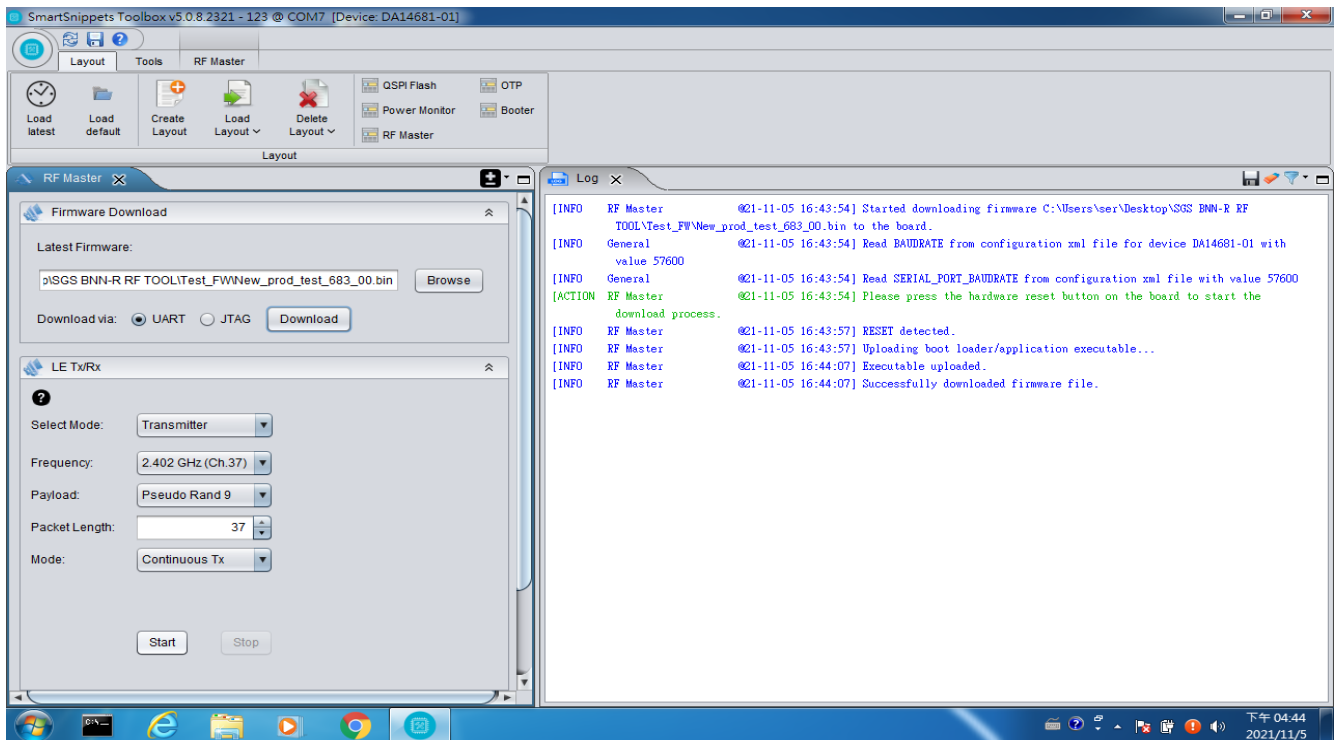 SmartSnippets Toolbox v5.0.8.2321 - 123 @ COM7 [Device: DA14681-01]
Layout Tools RF Master
Load latest
Load default
Create Layout
Load Layout
Delete Layout
QSPI Flash
OTP
Power Monitor
Booter
RF Master
Layout
RF Master
Firmware Download
Latest Firmware:
p\SGS BNN-R RF TOOL\Test_FW\New_prod_test_683_00.bin Browse
Download via: UART JTAG Download
LE Tx/Rx
Select Mode: Transmitter
Frequency: 2.402 GHz (Ch.37)
Payload: Pseudo Rand 9
Packet Length: 37
Mode: Continuous Tx
Start Stop
Log
[INFO RF Master @21-11-05 16:43:54] Started downloading firmware C:\Users\ser\Desktop\SGS BNN-R RF
TOOL\Test_FW\New_prod_test_683_00.bin to the board.
[INFO General @21-11-05 16:43:54] Read BAUDRATE from configuration xml file for device DA14681-01 with
value 57600
[INFO General @21-11-05 16:43:54] Read SERIAL_PORT_BAUDRATE from configuration xml file with value 57600
[ACTION RF Master @21-11-05 16:43:54] Please press the hardware reset button on the board to start the
download process.
[INFO RF Master @21-11-05 16:43:57] RESET detected.
[INFO RF Master @21-11-05 16:43:57] Uploading boot loader/application executable...
[INFO RF Master @21-11-05 16:44:07] Executable uploaded.
[INFO RF Master @21-11-05 16:44:07] Successfully downloaded firmware file.
下午 04:44
2021/11/5